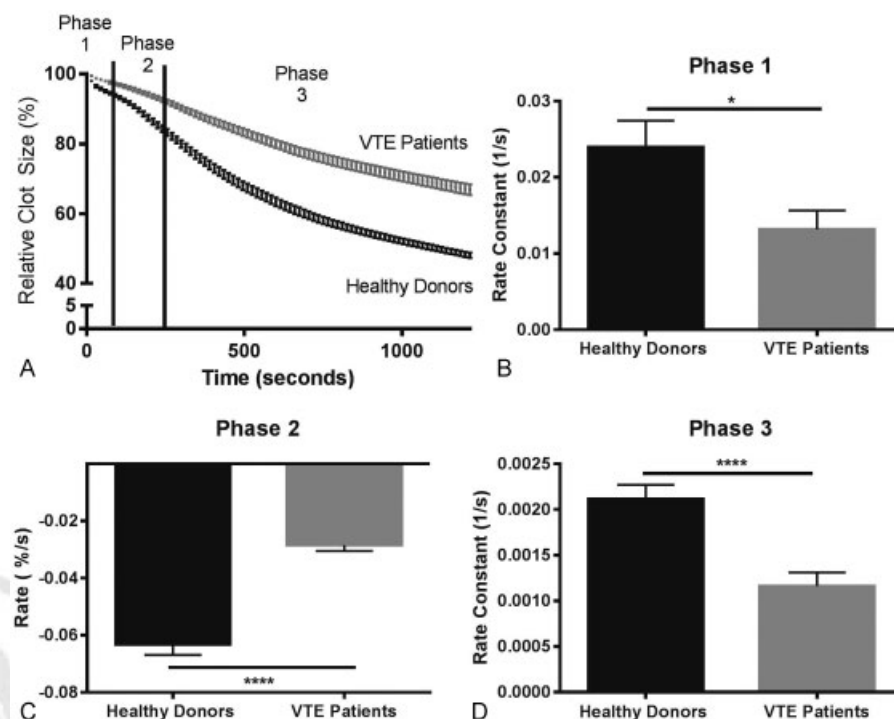 Phase
1
Phase
2
Phase
3
VTE Patients
Healthy Donors
Relative Clot Size (%)
100
80
60
40
5
0
0
500
1000
Time (seconds)
A
Phase 1
*
Rate Constant (1/s)
0.03
0.02
0.01
0.00
Healthy Donors
VTE Patients
B
Phase 2
Rate ( %/s)
-0.02
-0.04
-0.06
-0.08
****
Healthy Donors
VTE Patients
C
Phase 3
****
Rate Constant (1/s)
0.0025
0.0020
0.0015
0.0010
0.0005
0.0000
Healthy Donors
VTE Patients
D